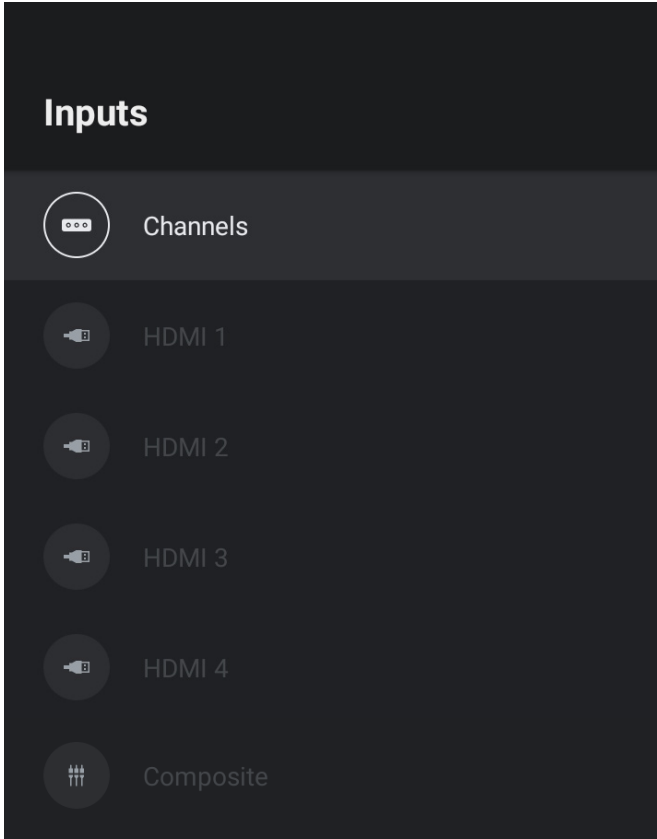 Inputs
Channels
HDMI 1
HDMI 2
HDMI 3
HDMI 4
Composite